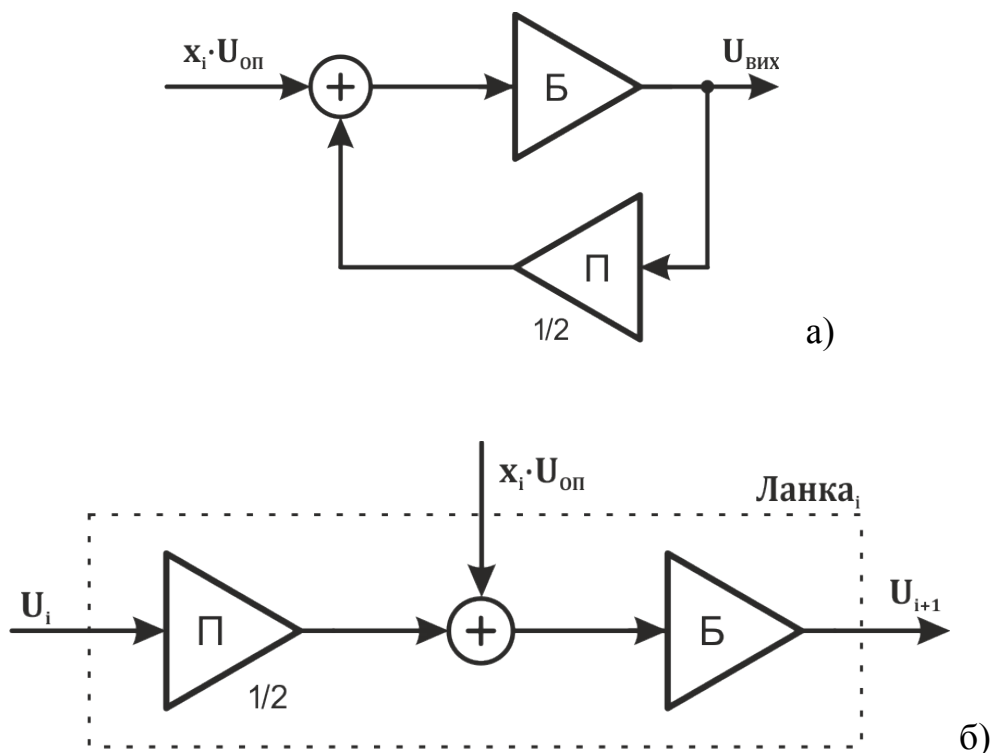 xᵢ·Uоп
+
Б
Uвих
П
1/2
а)
xᵢ·Uоп
Ланкаᵢ
Uᵢ
П
1/2
+
Б
Uᵢ₊₁
б)